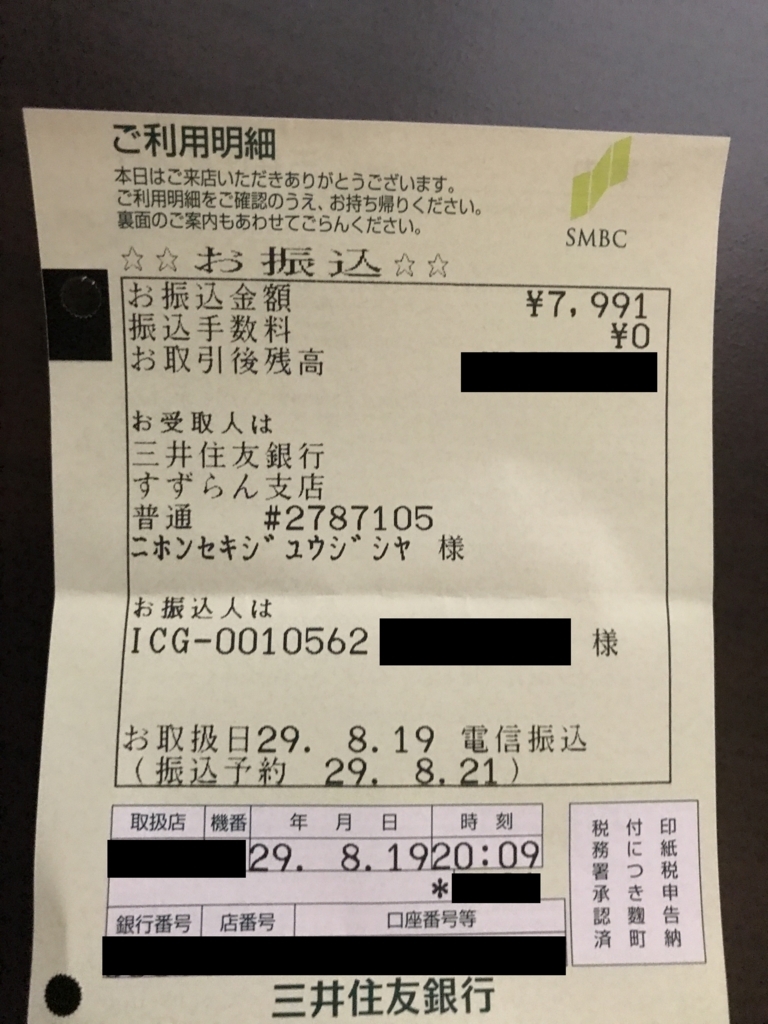 ご利用明細
本日はご来店いただきありがとうございます。
ご利用明細をご確認のうえ、お持ち帰りください。
裏面のご案内もあわせてごらんください。
SMBC
☆☆お振込☆☆
お振込金額 ¥7,991
振込手数料 ¥0
お取引後残高
お受取人は
三井住友銀行
すずらん支店
普通 #2787105
ニホンセキジユウジシヤ 様
お振込人は
ICG-0010562 様
お取扱日29. 8.19 電信振込
(振込予約 29. 8.21)
取扱店 機番 年 月 日 時 刻
29. 8.19 20:09
*
銀行番号 店番号 口座番号等
印紙税申告納
付につき麴町
税務署承認済
三井住友銀行